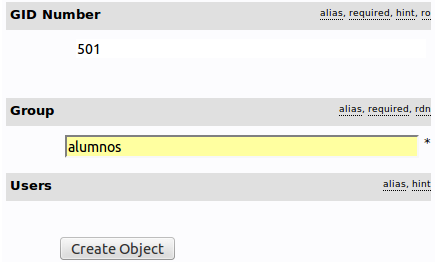 GID Number alias, required, hint, ro
501
Group alias, required, rdn
alumnos *
Users alias, hint
Create Object